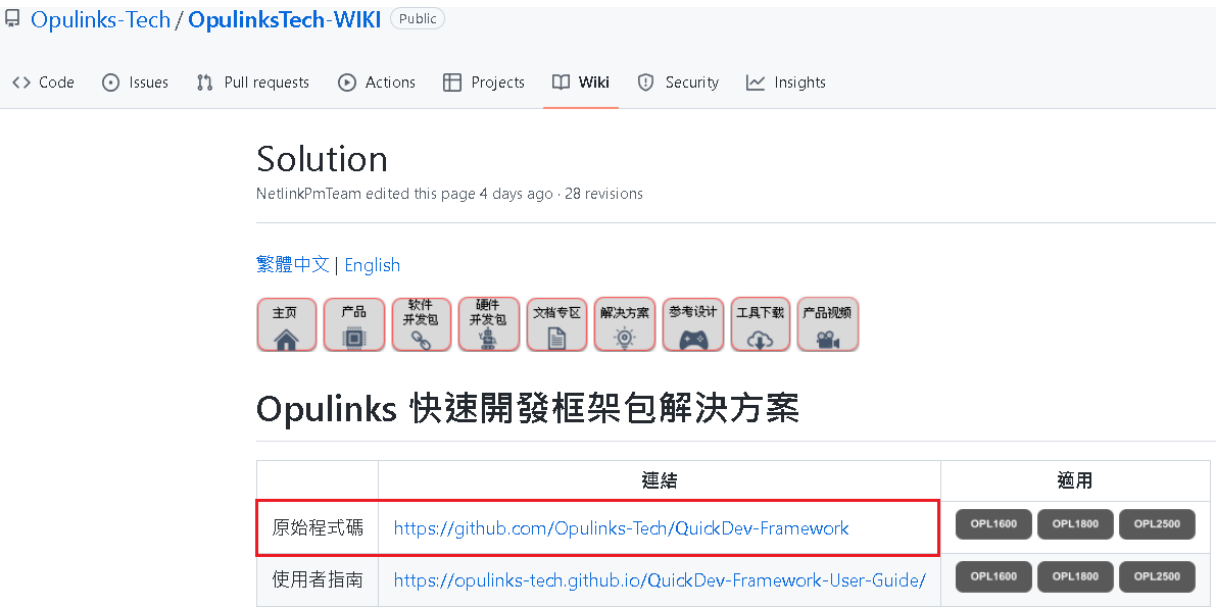 Opulinks-Tech / OpulinksTech-WIKI Public
Code Issues Pull requests Actions Projects Wiki Security Insights
Solution
NetlinkPmTeam edited this page 4 days ago · 28 revisions
繁體中文 | English
主页 产品 软件开发包 硬件开发包 文档专区 解决方案 参考设计 工具下载 产品视频
Opulinks 快速開發框架包解決方案
連結 適用
原始程式碼 https://github.com/Opulinks-Tech/QuickDev-Framework OPL1600 OPL1800 OPL2500
使用者指南 https://opulinks-tech.github.io/QuickDev-Framework-User-Guide/ OPL1600 OPL1800 OPL2500